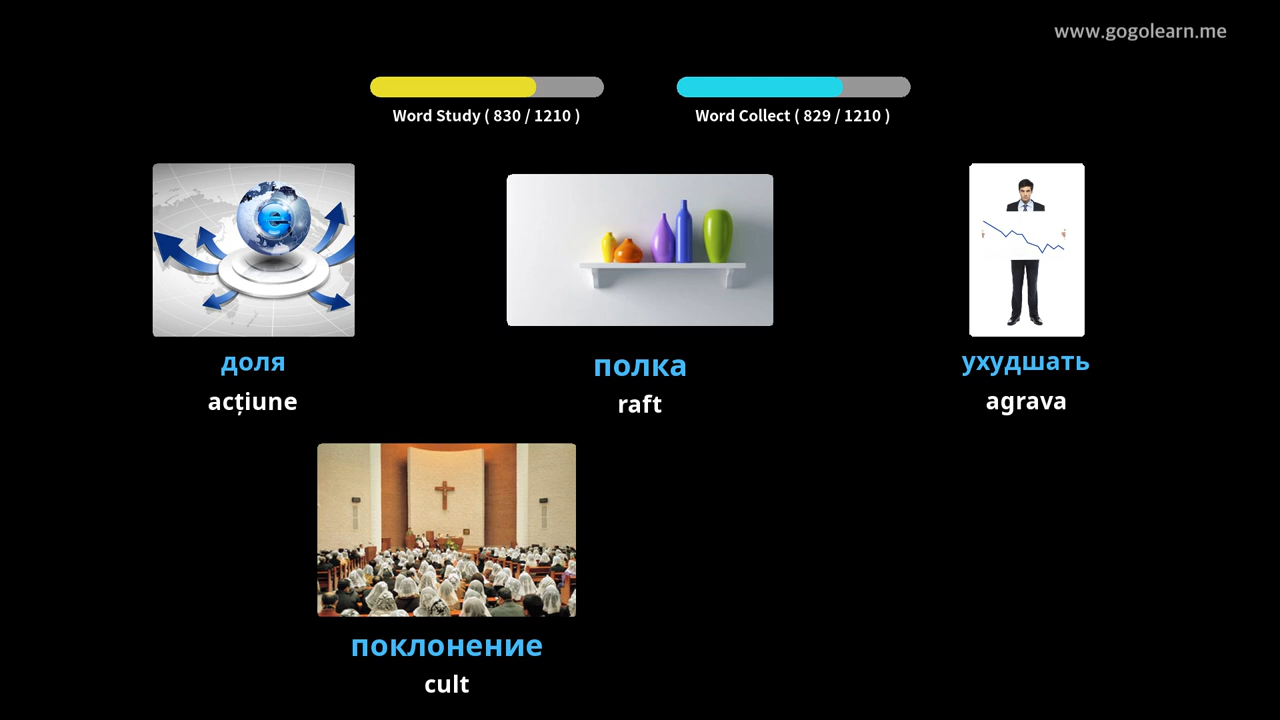 www.gogolearn.me
Word Study ( 830 / 1210 )
Word Collect ( 829 / 1210 )
e
доля
acțiune
полка
raft
ухудшать
agrava
поклонение
cult